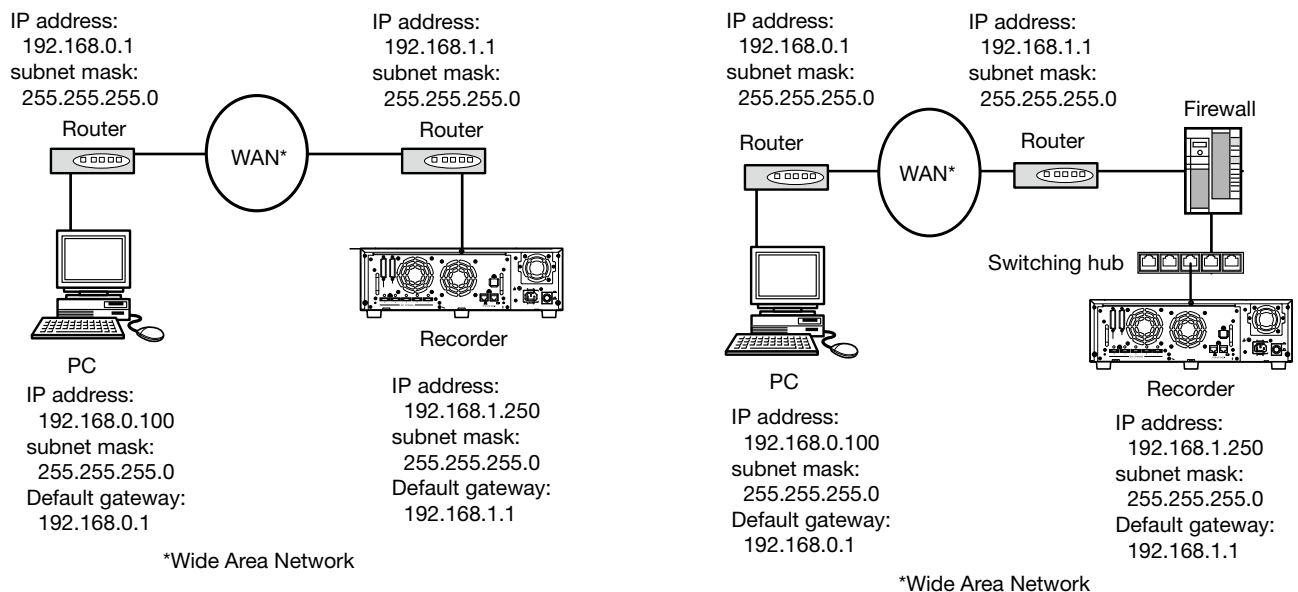 IP address:
192.168.0.1
subnet mask:
255.255.255.0
Router
IP address:
192.168.1.1
subnet mask:
255.255.255.0
Router
WAN*
PC
IP address:
192.168.0.100
subnet mask:
255.255.255.0
Default gateway:
192.168.0.1
Recorder
IP address:
192.168.1.250
subnet mask:
255.255.255.0
Default gateway:
192.168.1.1
*Wide Area Network
IP address:
192.168.0.1
subnet mask:
255.255.255.0
Router
IP address:
192.168.1.1
subnet mask:
255.255.255.0
Router
Firewall
WAN*
Switching hub
PC
IP address:
192.168.0.100
subnet mask:
255.255.255.0
Default gateway:
192.168.0.1
Recorder
IP address:
192.168.1.250
subnet mask:
255.255.255.0
Default gateway:
192.168.1.1
*Wide Area Network